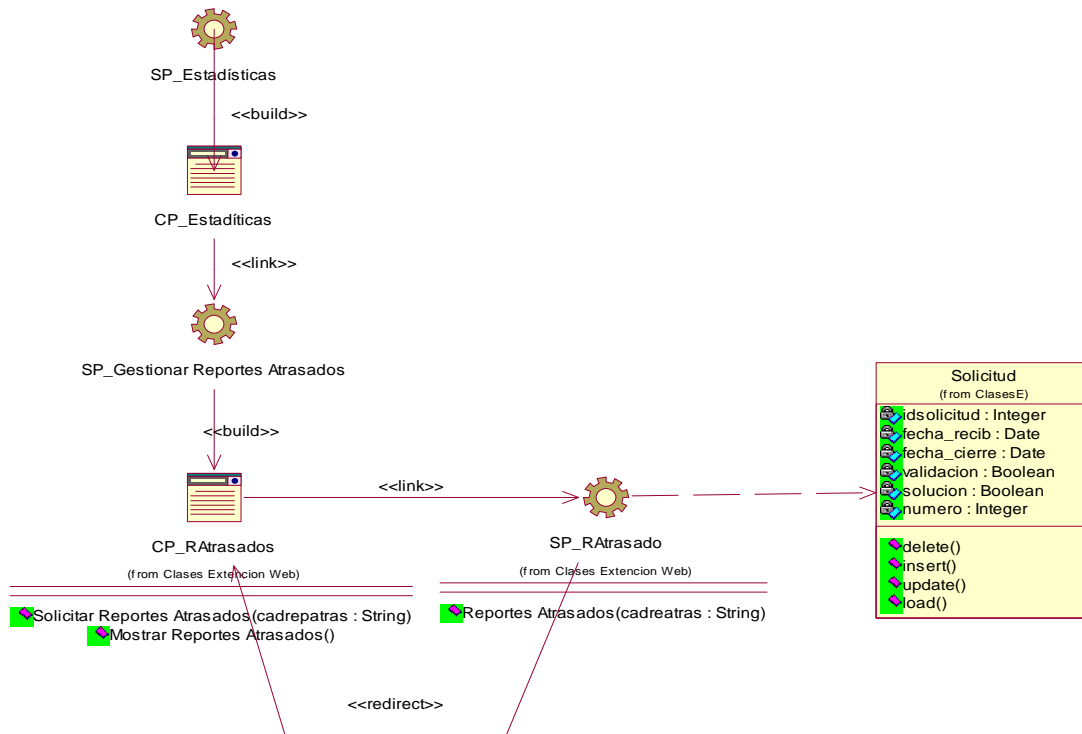 SP_Estadísticas
<<build>>
CP_Estadíticas
<<link>>
SP_Gestionar Reportes Atrasados
<<build>>
CP_RAtrasados
(from Clases Extencion Web)
Solicitar Reportes Atrasados(cadrepatras : String)
Mostrar Reportes Atrasados()
<<link>>
SP_RAtrasado
(from Clases Extencion Web)
Reportes Atrasados(cadreatras : String)
<<redirect>>
Solicitud
(from ClasesE)
idsolicitud : Integer
fecha_recib : Date
fecha_cierre : Date
validacion : Boolean
solucion : Boolean
numero : Integer
delete()
insert()
update()
load()